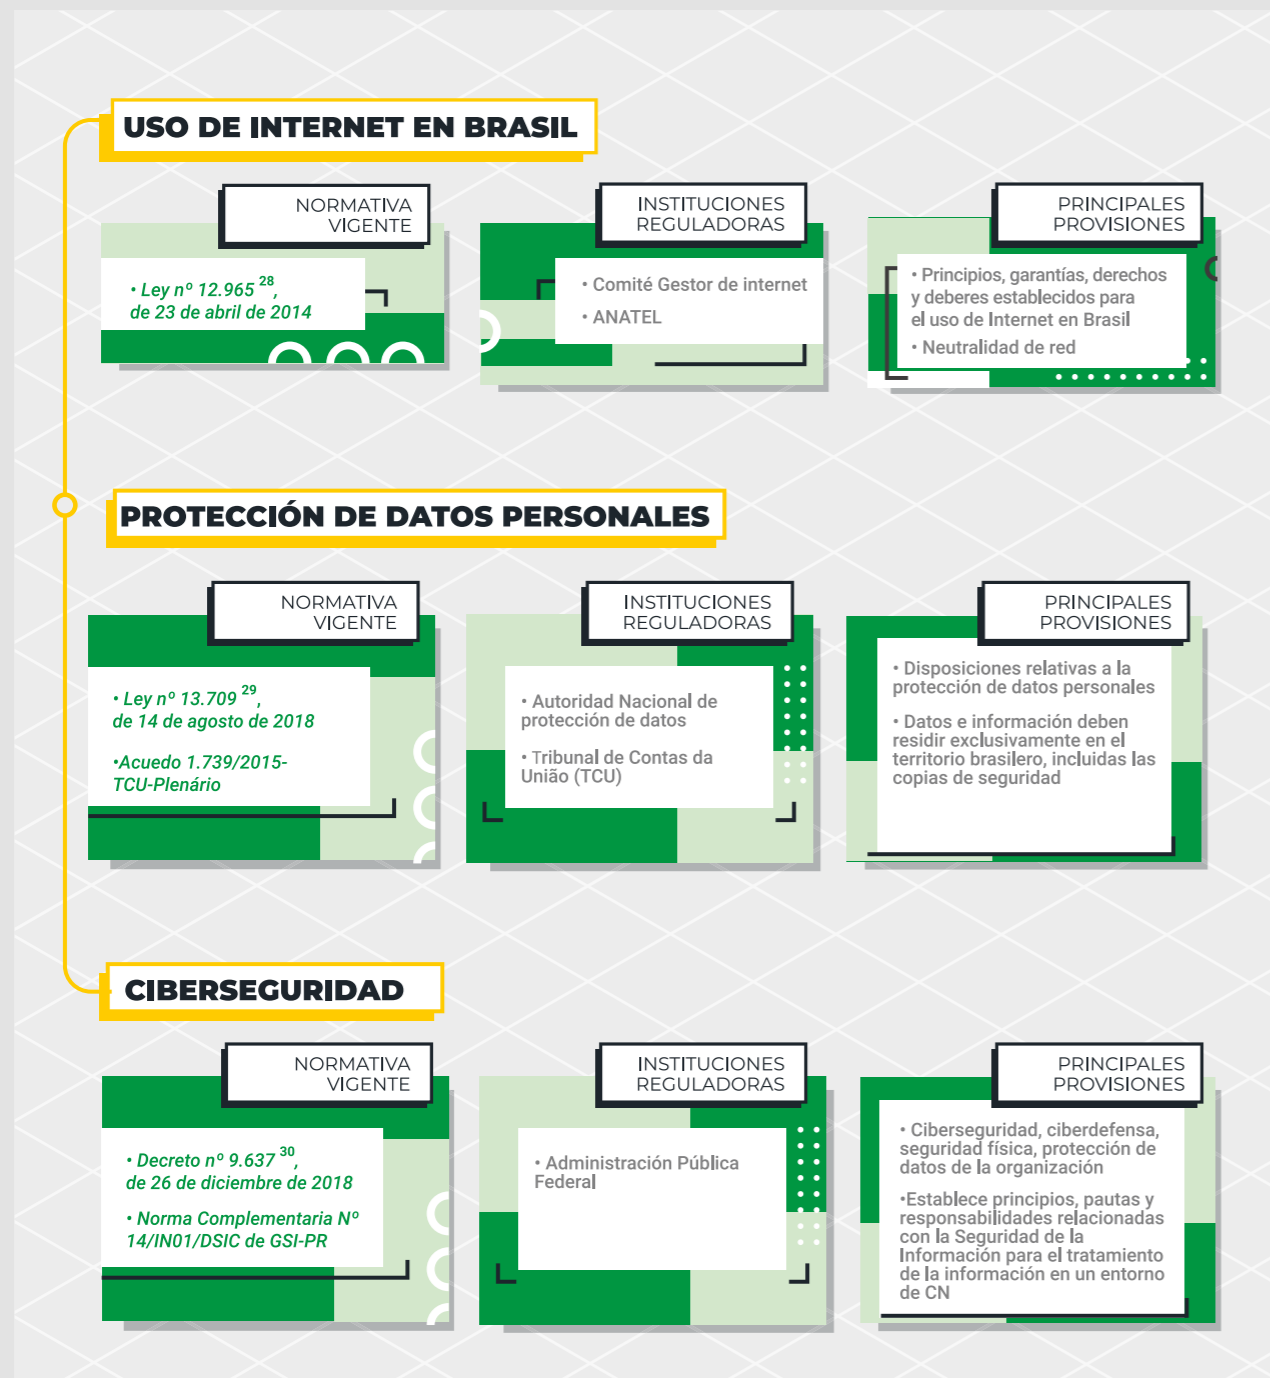 USO DE INTERNET EN BRASIL
NORMATIVA
VIGENTE
• Ley nº 12.965 28,
de 23 de abril de 2014
INSTITUCIONES
REGULADORAS
• Comité Gestor de internet
• ANATEL
PRINCIPALES
PROVISIONES
• Principios, garantías, derechos
y deberes establecidos para
el uso de Internet en Brasil
• Neutralidad de red
PROTECCIÓN DE DATOS PERSONALES
NORMATIVA
VIGENTE
• Ley nº 13.709 29,
de 14 de agosto de 2018
•Acuedo 1.739/2015-
TCU-Plenário
INSTITUCIONES
REGULADORAS
• Autoridad Nacional de
protección de datos
• Tribunal de Contas da
União (TCU)
PRINCIPALES
PROVISIONES
• Disposiciones relativas a la
protección de datos personales
• Datos e información deben
residir exclusivamente en el
territorio brasilero, incluidas las
copias de seguridad
CIBERSEGURIDAD
NORMATIVA
VIGENTE
• Decreto nº 9.637 30,
de 26 de diciembre de 2018
• Norma Complementaria Nº
14/IN01/DSIC de GSI-PR
INSTITUCIONES
REGULADORAS
• Administración Pública
Federal
PRINCIPALES
PROVISIONES
• Ciberseguridad, ciberdefensa,
seguridad física, protección de
datos de la organización
•Establece principios, pautas y
responsabilidades relacionadas
con la Seguridad de la
Información para el tratamiento
de la información en un entorno
de CN